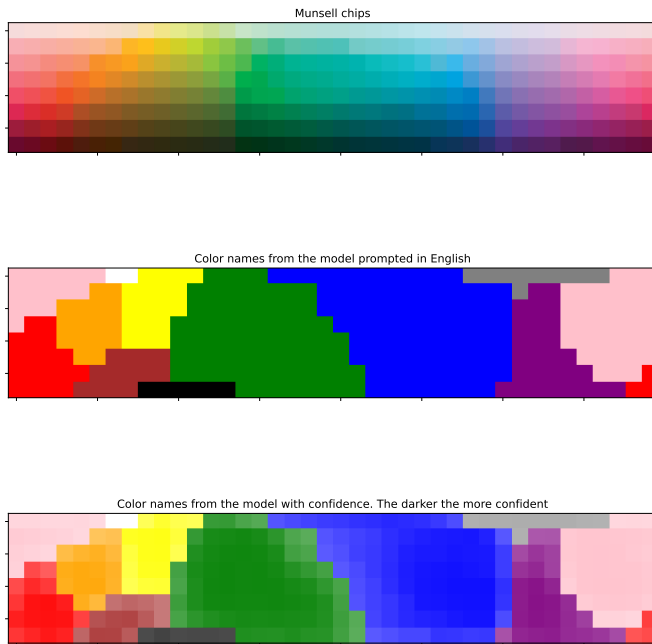 Munsell chips
Color names from the model prompted in English
Color names from the model with confidence. The darker the more confident